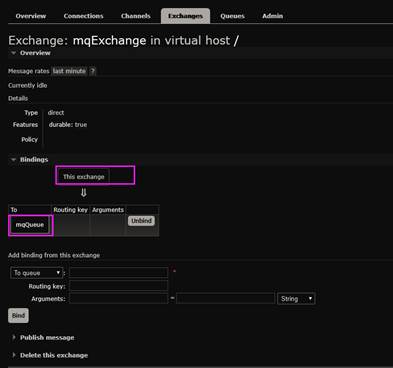 Overview Connections Channels Exchanges Queues Admin
Exchange: mqExchange in virtual host /
Overview
Message rates last minute ?
Currently idle
Details
Type direct
Features durable: true
Policy
Bindings
This exchange
⇓
To Routing key Arguments
mqQueue Unbind
Add binding from this exchange
To queue : *
Routing key:
Arguments: = String
Bind
Publish message
Delete this exchange